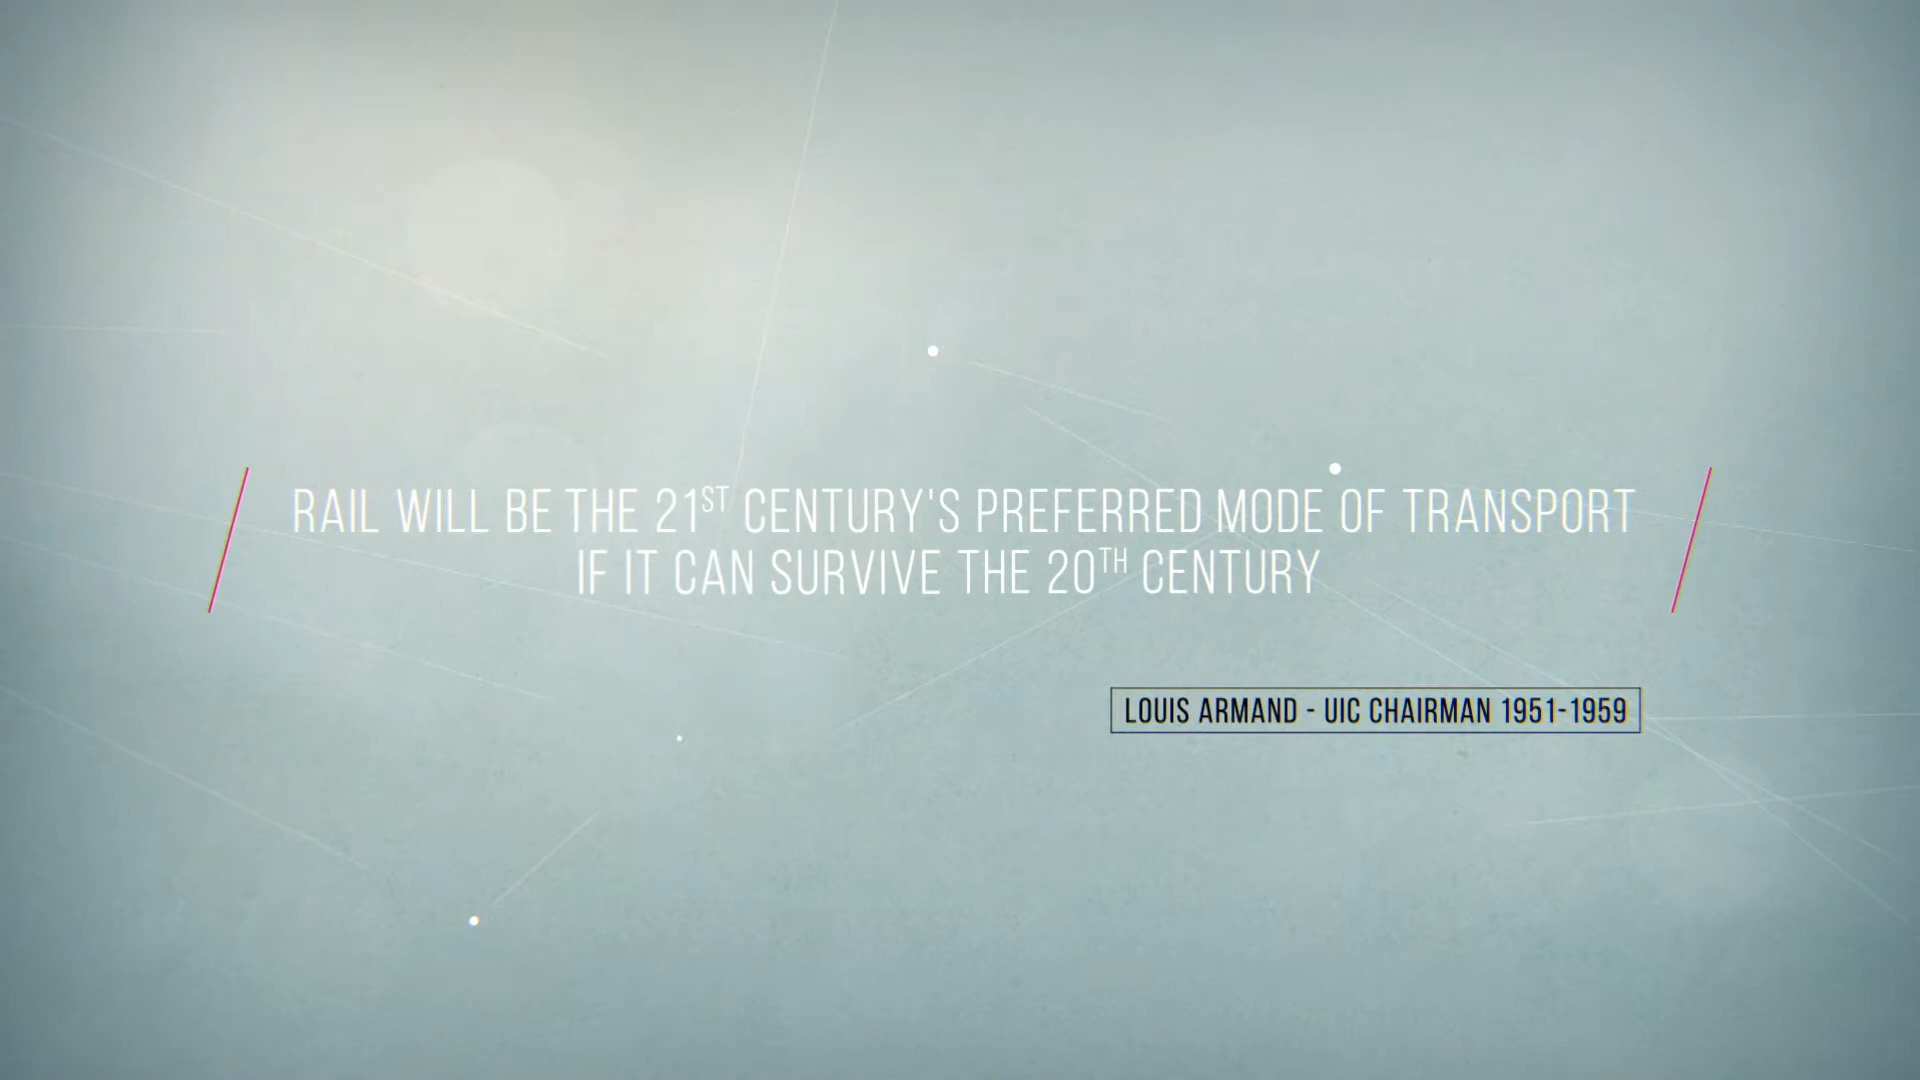 RAIL WILL BE THE 21ST CENTURY'S PREFERRED MODE OF TRANSPORT
IF IT CAN SURVIVE THE 20TH CENTURY
LOUIS ARMAND - UIC CHAIRMAN 1951-1959